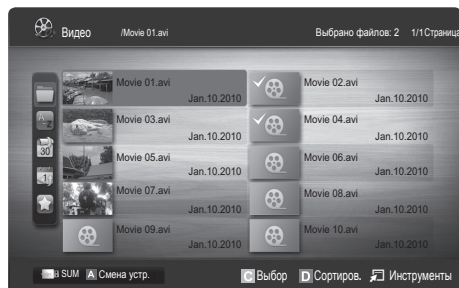 Видео /Movie 01.avi Выбрано файлов: 2 1/1Страница
Movie 01.avi Movie 02.avi
Jan.10.2010 Jan.10.2010
Movie 03.avi Movie 04.avi
Jan.10.2010 Jan.10.2010
Movie 05.avi Movie 06.avi
Jan.10.2010 Jan.10.2010
Movie 07.avi Movie 08.avi
Jan.10.2010 Jan.10.2010
Movie 09.avi Movie 10.avi
Jan.10.2010 Jan.10.2010
SUM A Смена устр. C Выбор D Сортиров. Инструменты